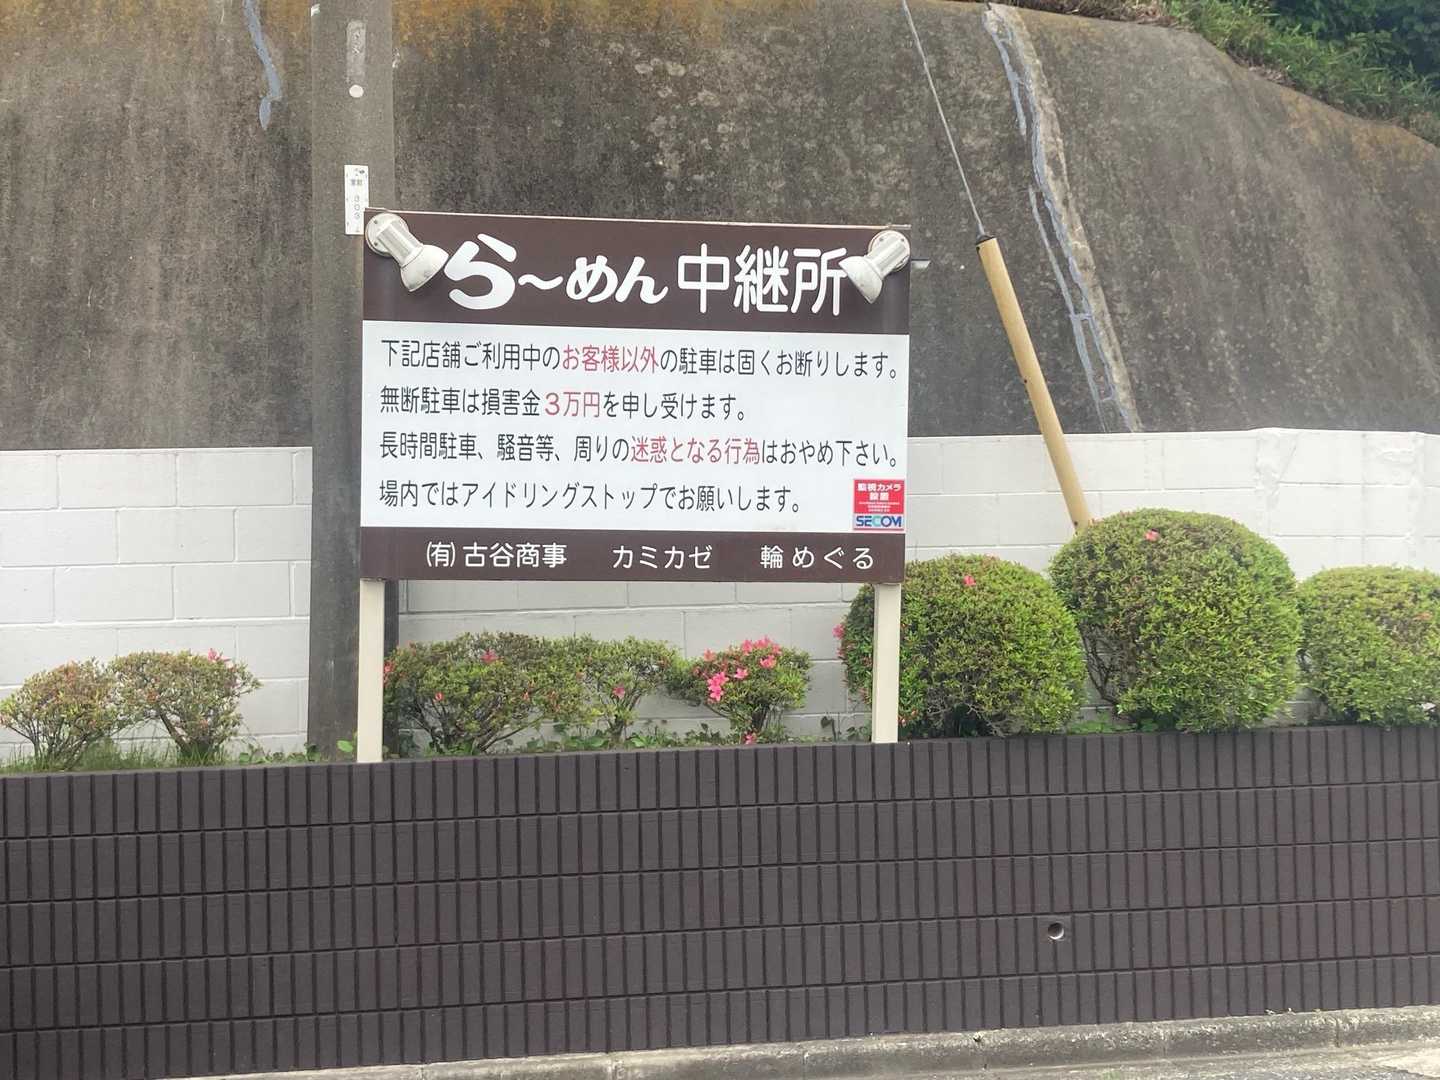 ら〜めん 中継所
下記店舗ご利用中のお客様以外の駐車は固くお断りします。
無断駐車は損害金3万円を申し受けます。
長時間駐車、騒音等、周りの迷惑となる行為はおやめ下さい。
場内ではアイドリングストップでお願いします。
監視カメラ
設置
SECOM
㈲古谷商事 カミカゼ 輪めぐる